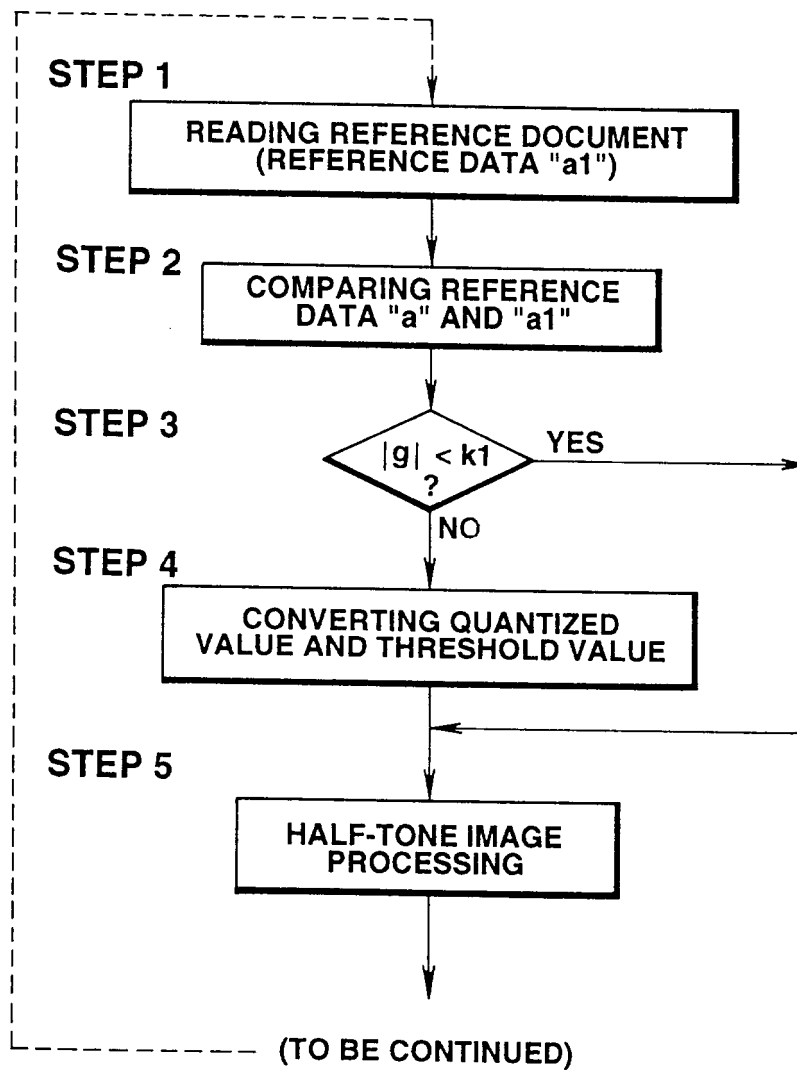 STEP 1
READING REFERENCE DOCUMENT
(REFERENCE DATA "a1")
STEP 2
COMPARING REFERENCE
DATA "a" AND "a1"
STEP 3
|g| < k1
?
YES
NO
STEP 4
CONVERTING QUANTIZED
VALUE AND THRESHOLD VALUE
STEP 5
HALF-TONE IMAGE
PROCESSING
(TO BE CONTINUED)